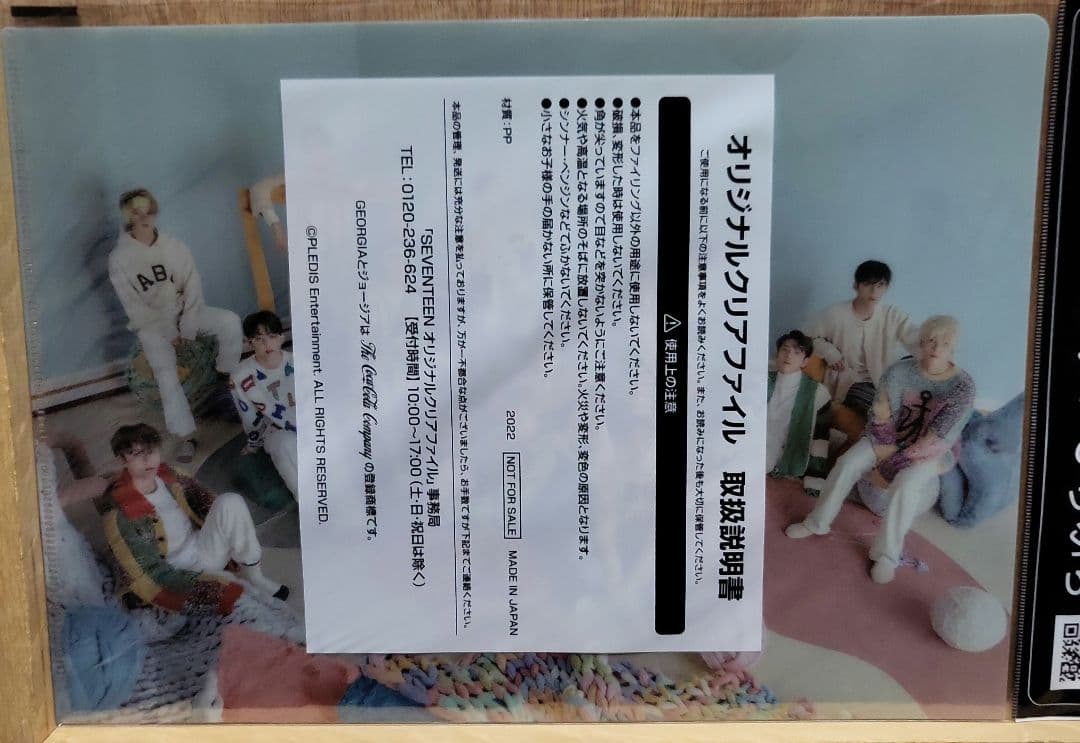 オリジナルクリアファイル 取扱説明書
ご使用になる前に以下の注意事項をよくお読みください。また、お読みになった後も大切に保管してください。
⚠ 使用上の注意
●本品をファイリング以外の用途に使用しないでください。
●破損、変形した時は使用しないでください。
●角が尖っていますので目などを突かないようにご注意ください。
●火気や高温となる場所のそばに放置しないでください。火災や変形、変色の原因となります。
●シンナー・ベンジンなどでふかないでください。
●小さなお子様の手の届かない所に保管してください。
材質:PP 2022 NOT FOR SALE MADE IN JAPAN
本品の管理、発送には充分な注意を払っておりますが、万が一不都合な点がございましたら、お手数ですが下記までご連絡ください。
「SEVENTEEN オリジナルクリアファイル」事務局
TEL:0120-236-624 [受付時間]10:00~17:00(土・日・祝日は除く)
GEORGIAとジョージアは The Coca-Cola Company の登録商標です。
©PLEDIS Entertainment. ALL RIGHTS RESERVED.
AB